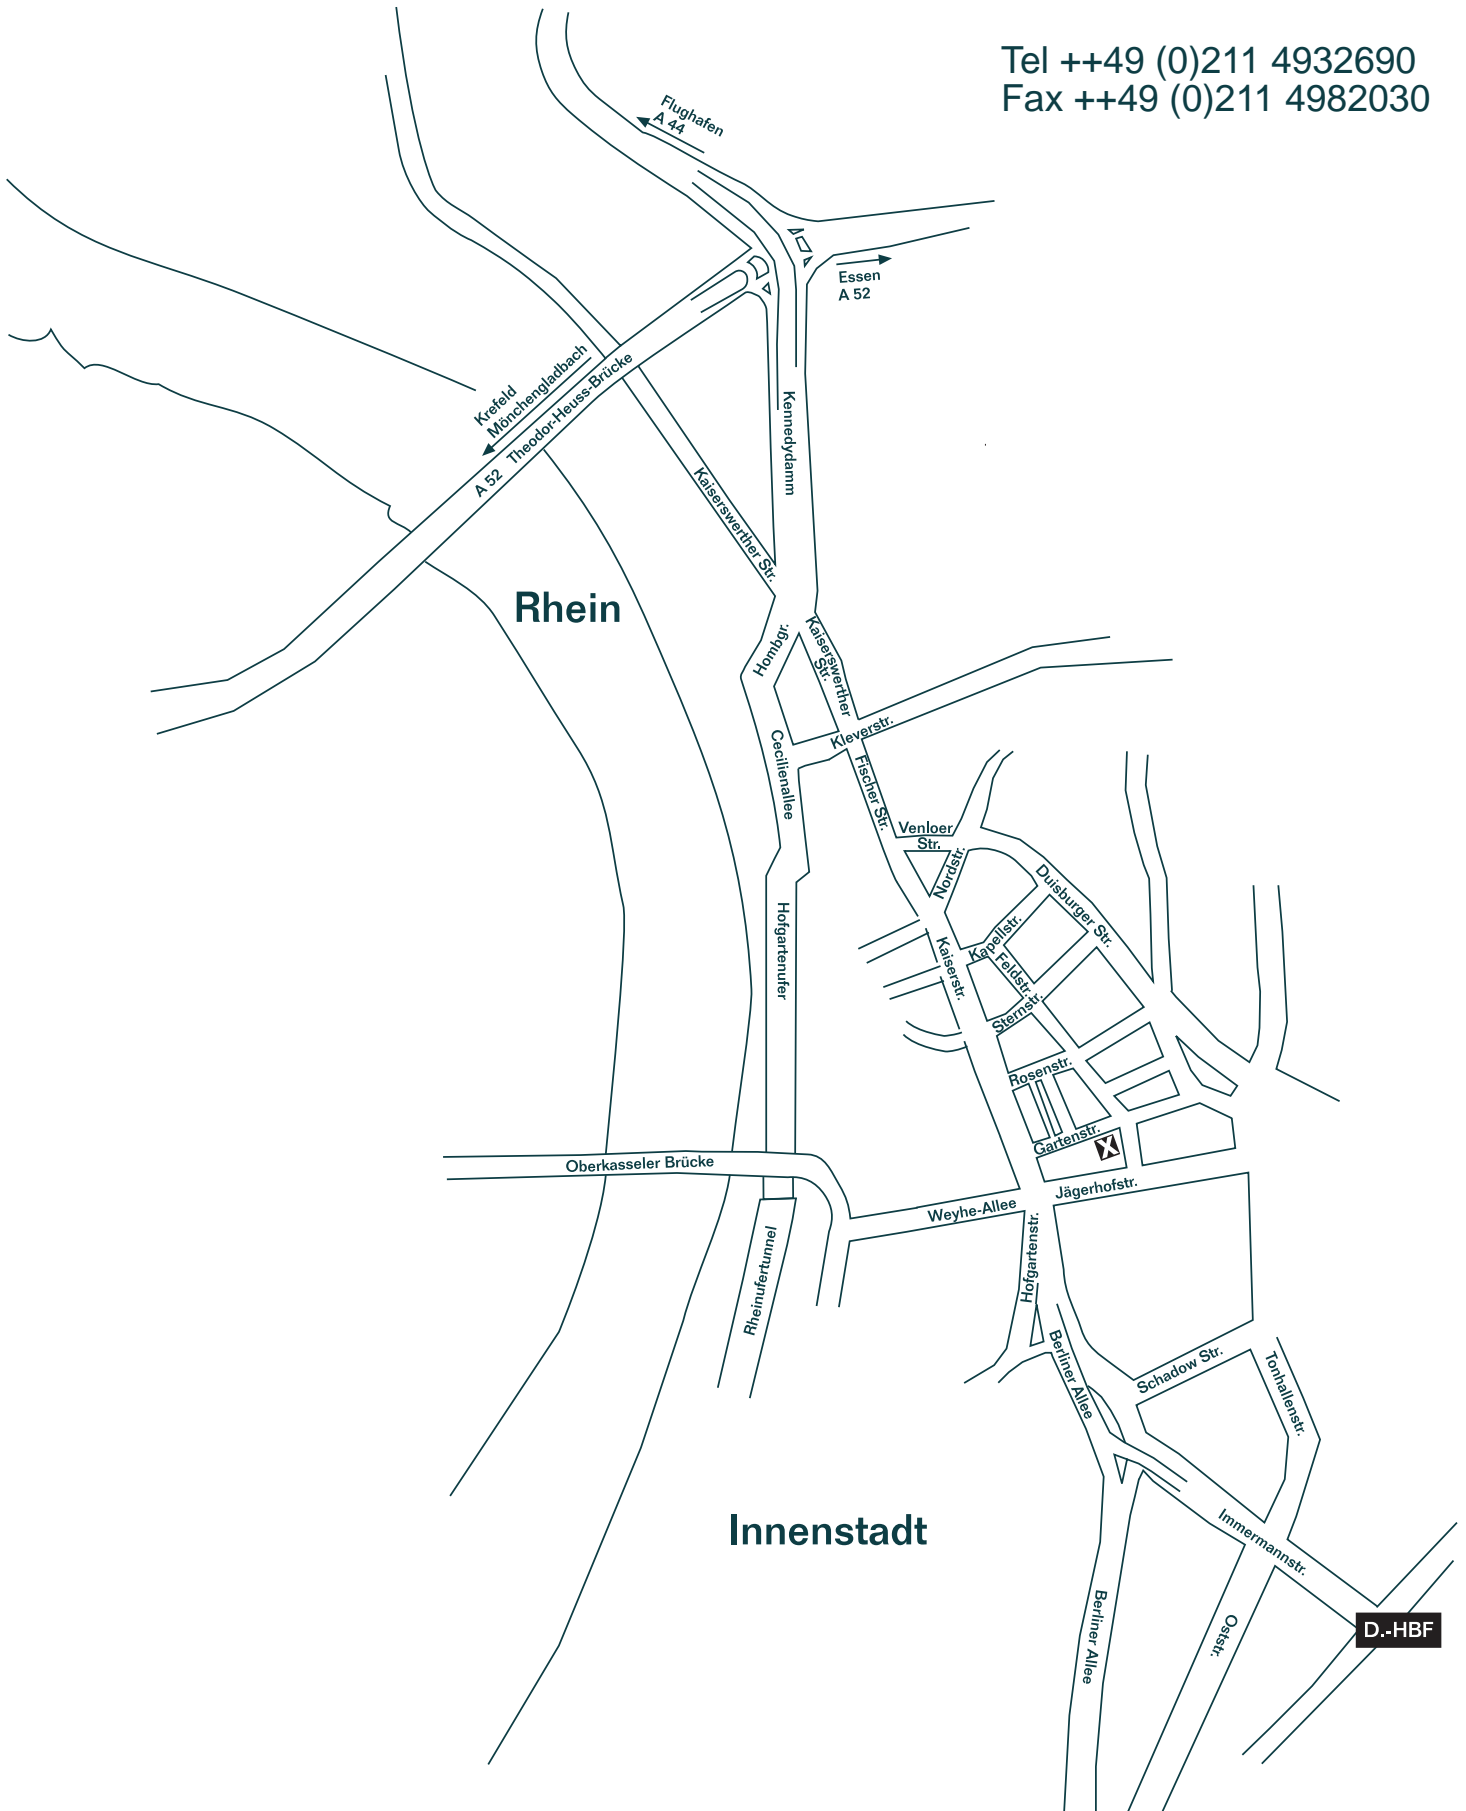 Tel ++49 (0)211 4932690
Fax ++49 (0)211 4982030
Flughafen
A 44
Essen
A 52
Krefeld
Mönchengladbach
A 52 Theodor-Heuss-Brücke
Kennedydamm
Kaiserswerther Str.
Rhein
Hombgr.
Kaiserswerther
Str.
Kleverstr.
Cecilienallee
Fischer Str.
Venloer
Str.
Nordstr.
Duisburger Str.
Hofgartenufer
Kaiserstr.
Kapellstr.
Feldstr.
Sternstr.
Rosenstr.
Gartenstr.
X
Oberkasseler Brücke
Jägerhofstr.
Weyhe-Allee
Hofgartenstr.
Rheinufertunnel
Berliner Allee
Schadow Str.
Tonhallenstr.
Innenstadt
Immermannstr.
Berliner Allee
Oststr.
D.-HBF